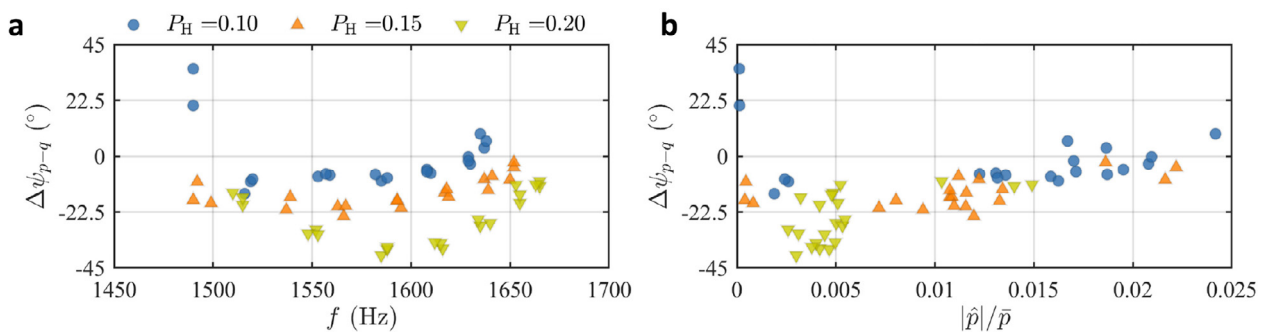 a
P_H =0.10 P_H =0.15 P_H =0.20
45
22.5
0
-22.5
-45
Δψ_{p−q} (°)
1450 1500 1550 1600 1650 1700
f (Hz)
b
45
22.5
0
-22.5
-45
Δψ_{p−q} (°)
0 0.005 0.01 0.015 0.02 0.025
|p̂|/p̄